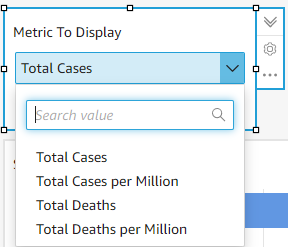 Metric To Display
Total Cases
Search value
Total Cases
Total Cases per Million
Total Deaths
Total Deaths per Million